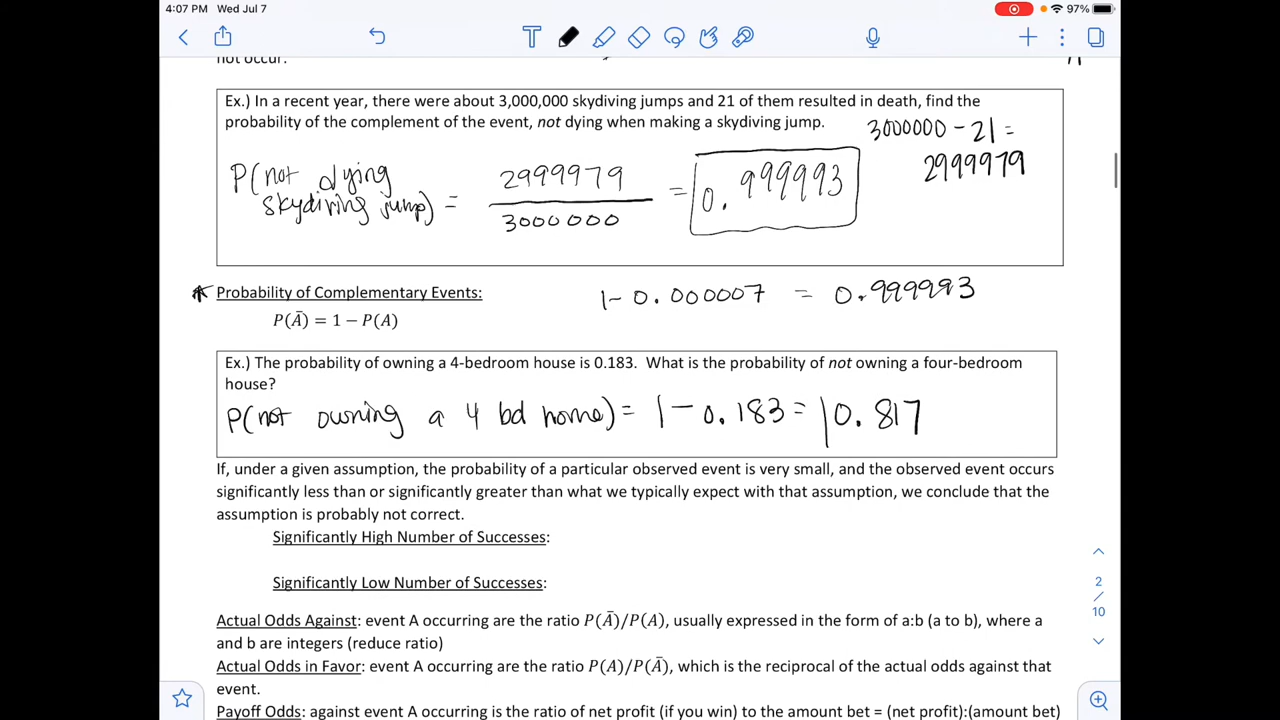 4:07 PM Wed Jul 7
97%
T
not occur.
Ex.) In a recent year, there were about 3,000,000 skydiving jumps and 21 of them resulted in death, find the
probability of the complement of the event, not dying when making a skydiving jump.
3000000 - 21 =
2999979
P(not dying
skydiving jump) = 2999979 / 3000000 = 0.999993
Probability of Complementary Events:
1- 0.000007 = 0.999993
P(Ā) = 1 − P(A)
Ex.) The probability of owning a 4-bedroom house is 0.183. What is the probability of not owning a four-bedroom
house?
P(not owning a 4 bd home) = 1 - 0.183 = 0.817
If, under a given assumption, the probability of a particular observed event is very small, and the observed event occurs
significantly less than or significantly greater than what we typically expect with that assumption, we conclude that the
assumption is probably not correct.
Significantly High Number of Successes:
Significantly Low Number of Successes:
Actual Odds Against: event A occurring are the ratio P(Ā)/P(A), usually expressed in the form of a:b (a to b), where a
and b are integers (reduce ratio)
Actual Odds in Favor: event A occurring are the ratio P(A)/P(Ā), which is the reciprocal of the actual odds against that
event.
Payoff Odds: against event A occurring is the ratio of net profit (if you win) to the amount bet = (net profit):(amount bet)
2
/
10